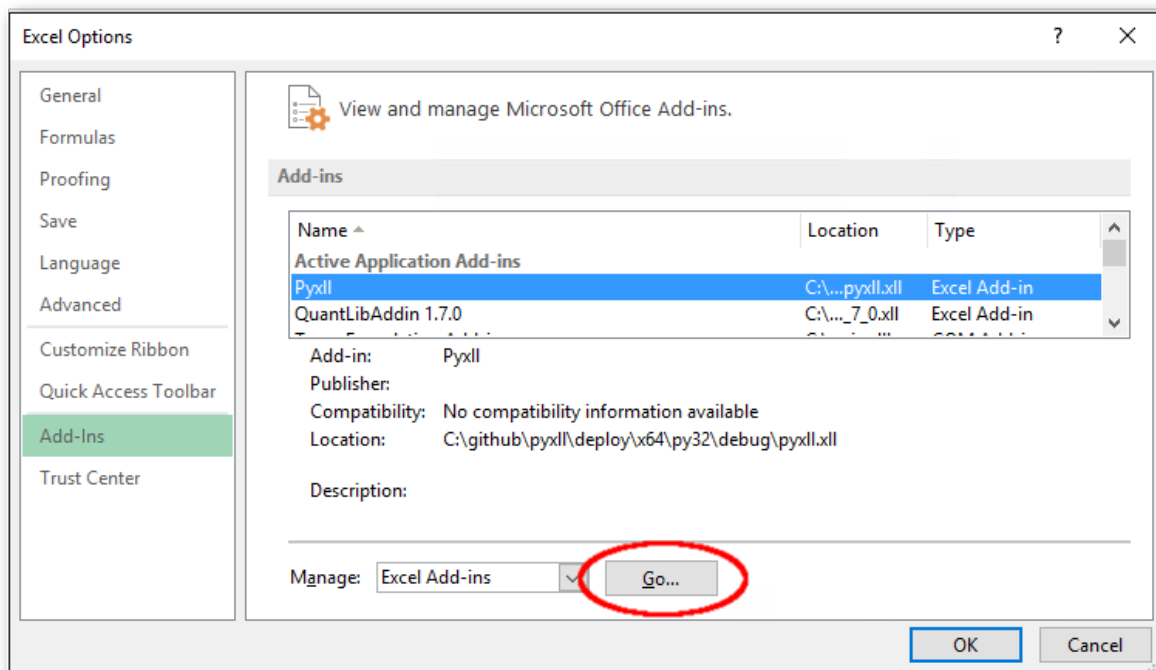 Excel Options
?
General
Formulas
Proofing
Save
Language
Advanced
Customize Ribbon
Quick Access Toolbar
Add-Ins
Trust Center
View and manage Microsoft Office Add-ins.
Add-ins
Name Location Type
Active Application Add-ins
Pyxll C:\...pyxll.xll Excel Add-in
QuantLibAddin 1.7.0 C:\..._7_0.xll Excel Add-in
Add-in: Pyxll
Publisher:
Compatibility: No compatibility information available
Location: C:\github\pyxll\deploy\x64\py32\debug\pyxll.xll
Description:
Manage: Excel Add-ins Go...
OK Cancel